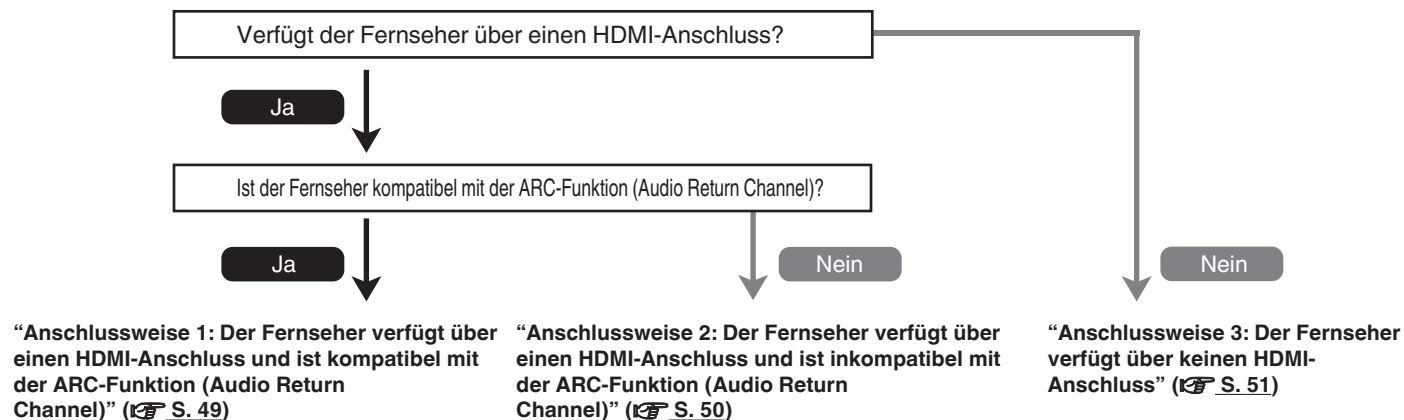 Verfügt der Fernseher über einen HDMI-Anschluss?
Ja
Ist der Fernseher kompatibel mit der ARC-Funktion (Audio Return Channel)?
Ja
Nein
Nein
“Anschlussweise 1: Der Fernseher verfügt über
einen HDMI-Anschluss und ist kompatibel mit
der ARC-Funktion (Audio Return
Channel)” (☞ S. 49)
“Anschlussweise 2: Der Fernseher verfügt über
einen HDMI-Anschluss und ist inkompatibel mit
der ARC-Funktion (Audio Return
Channel)” (☞ S. 50)
“Anschlussweise 3: Der Fernseher
verfügt über keinen HDMI-
Anschluss” (☞ S. 51)